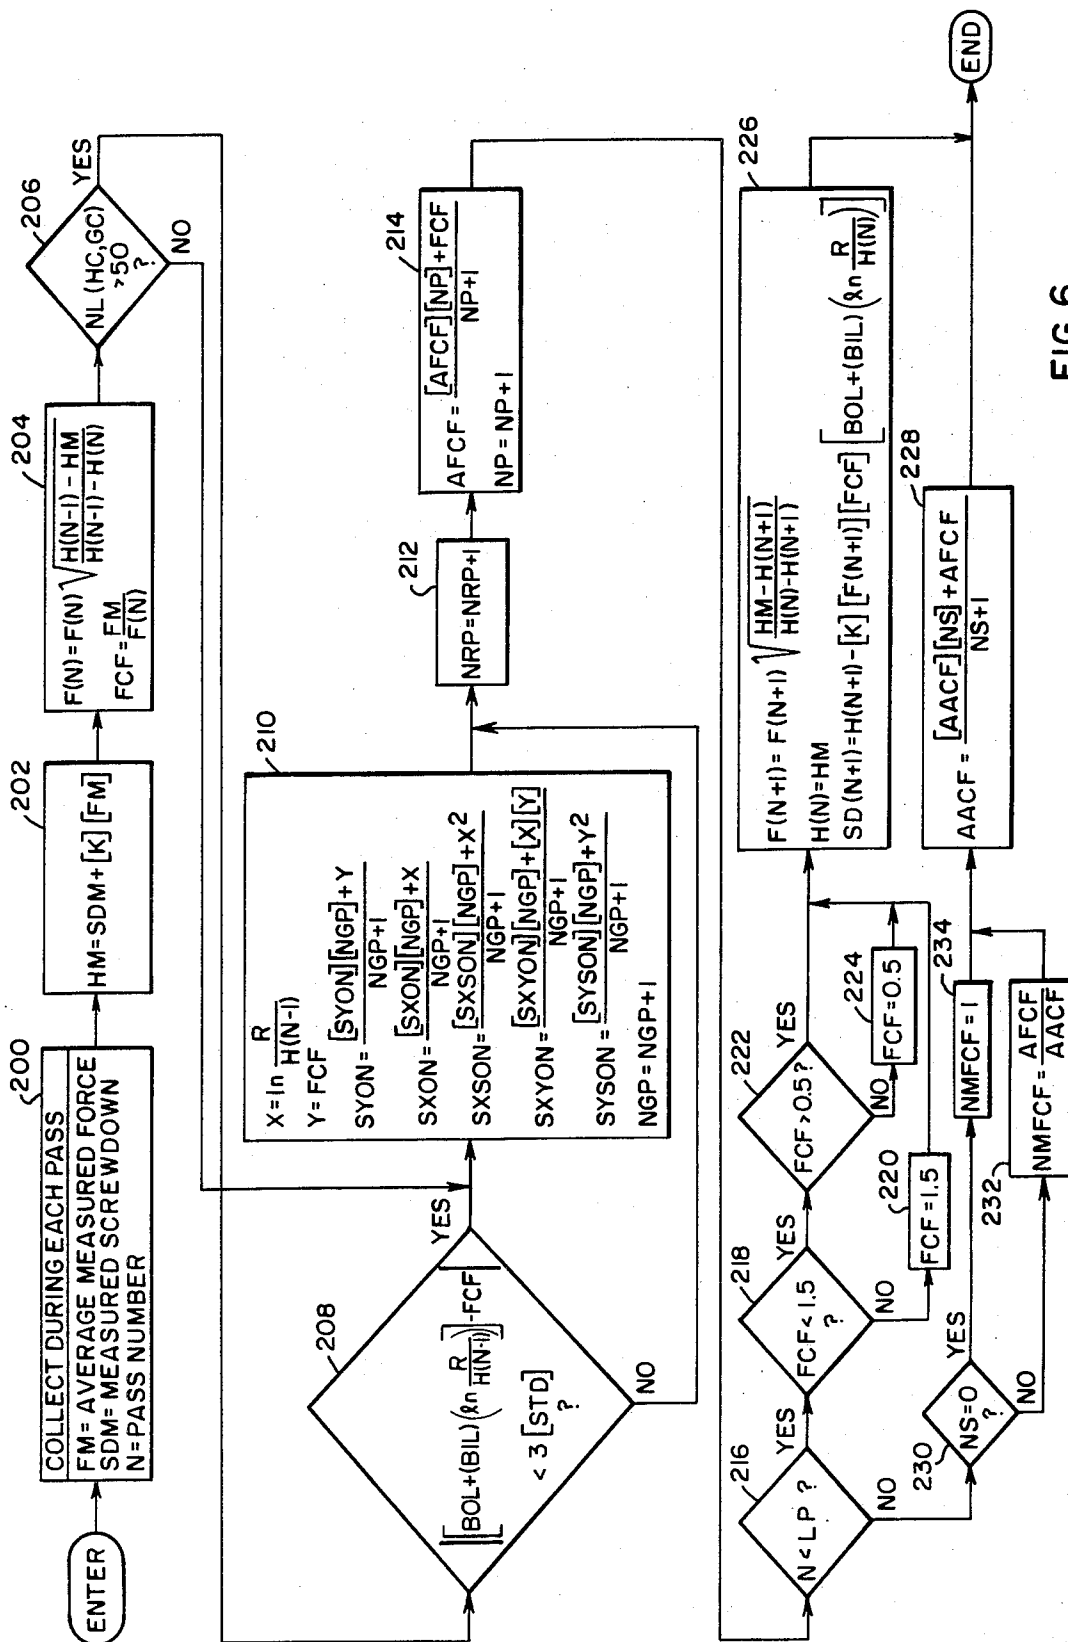 ENTER
200
COLLECT DURING EACH PASS
FM=AVERAGE MEASURED FORCE
SDM=MEASURED SCREWDOWN
N=PASS NUMBER
202
HM=SDM+[K][FM]
204
F(N)=F(N)√H(N-1)-HM
H(N-1)-H(N)
FCF=FM
F(N)
206
NL(HC,GC)
>50
?
YES
NO
208
[BOL+(BIL)(ℓn R
H(N-1))]-FCF
<3[STD]
?
YES
NO
210
X=ln R
H(N-1)
Y=FCF
SYON=[SYON][NGP]+Y
NGP+1
SXON=[SXON][NGP]+X
NGP+1
SXSON=[SXSON][NGP]+X²
NGP+1
SXYON=[SXYON][NGP]+[X][Y]
NGP+1
SYSON=[SYSON][NGP]+Y²
NGP+1
NGP=NGP+1
212
NRP=NRP+1
214
AFCF=[AFCF][NP]+FCF
NP+1
NP=NP+1
216
N<LP?
YES
NO
218
FCF<1.5
?
YES
NO
220
FCF=1.5
222
FCF>0.5?
YES
NO
224
FCF=0.5
226
F(N+1)=F(N+1)√HM-H(N+1)
H(N)-H(N+1)
H(N)=HM
SD(N+1)=H(N+1)-[K][F(N+1)][FCF][BOL+(BIL)(ℓn R
H(N))]
230
NS=0
?
YES
NO
234
NMFCF=1
232
NMFCF=AFCF
AACF
228
AACF=[AACF][NS]+AFCF
NS+1
END
FIG. 6